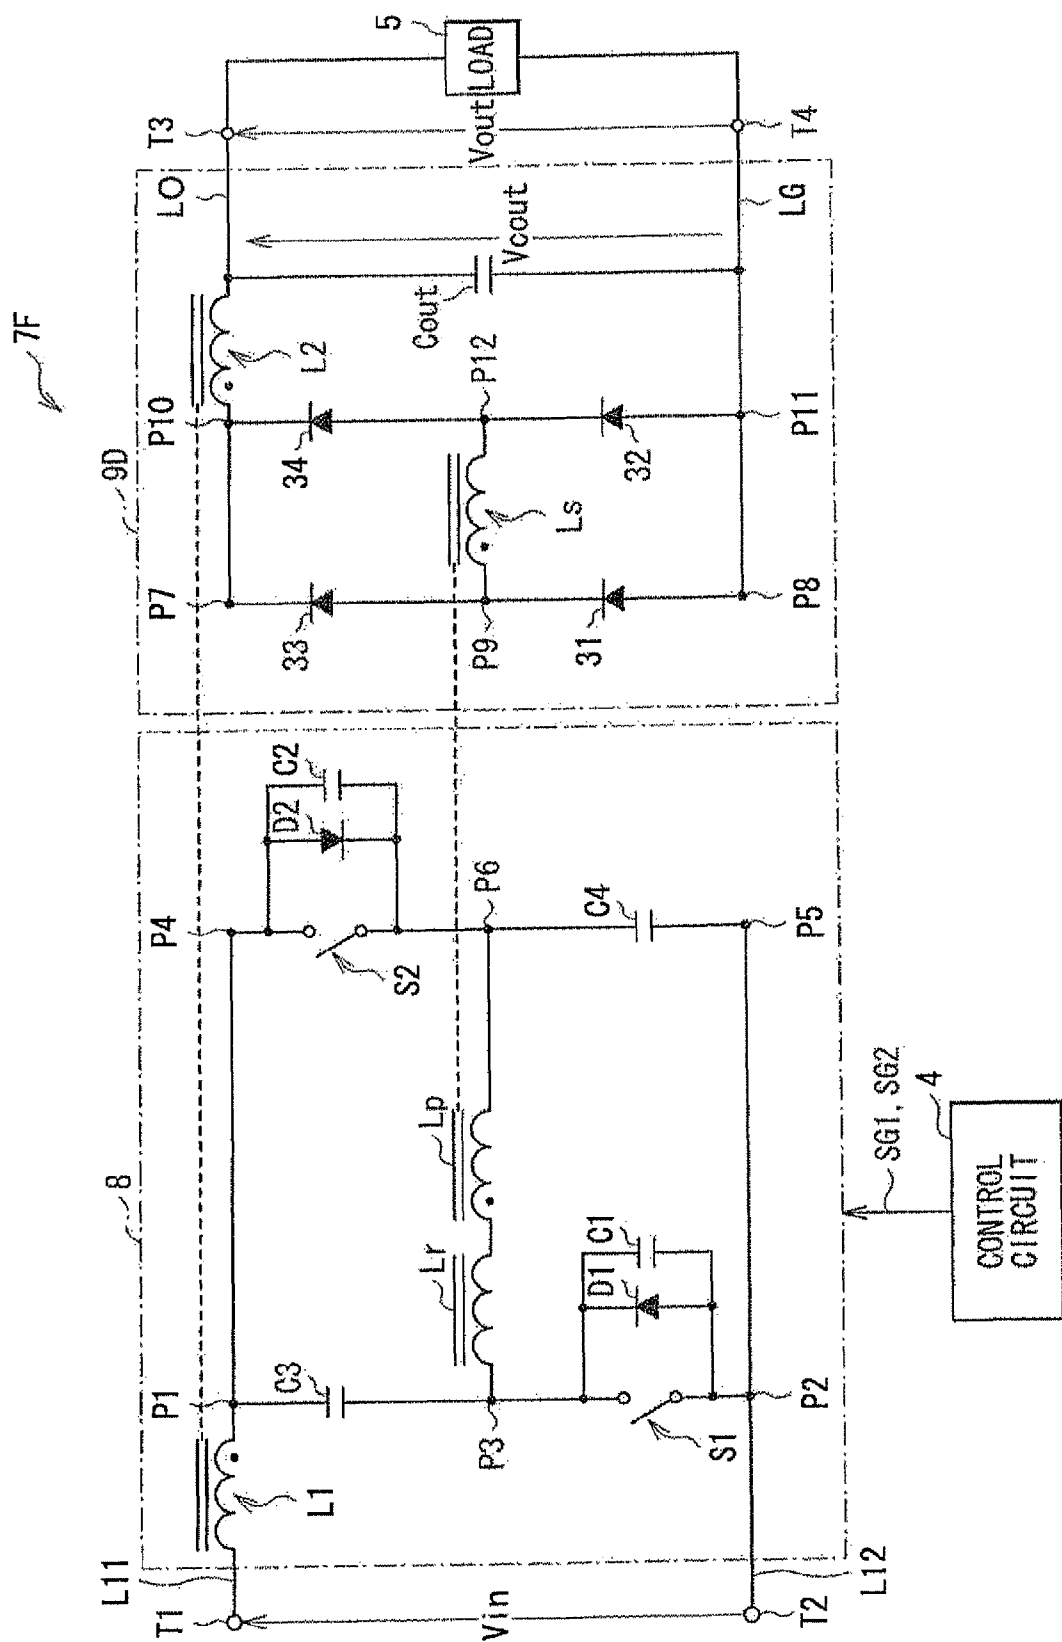 7F
8
9D
T1
L11
L1
P1
C3
P3
S1
D1
C1
P2
Lr
Lp
P4
S2
D2
C2
P6
C4
P5
Vin
T2
L12
CONTROL
CIRCUIT
4
SG1, SG2
P7
33
P9
31
P8
P10
34
P12
32
P11
Ls
L2
Cout
Vcout
LO
LG
T3
T4
Vout
LOAD
5